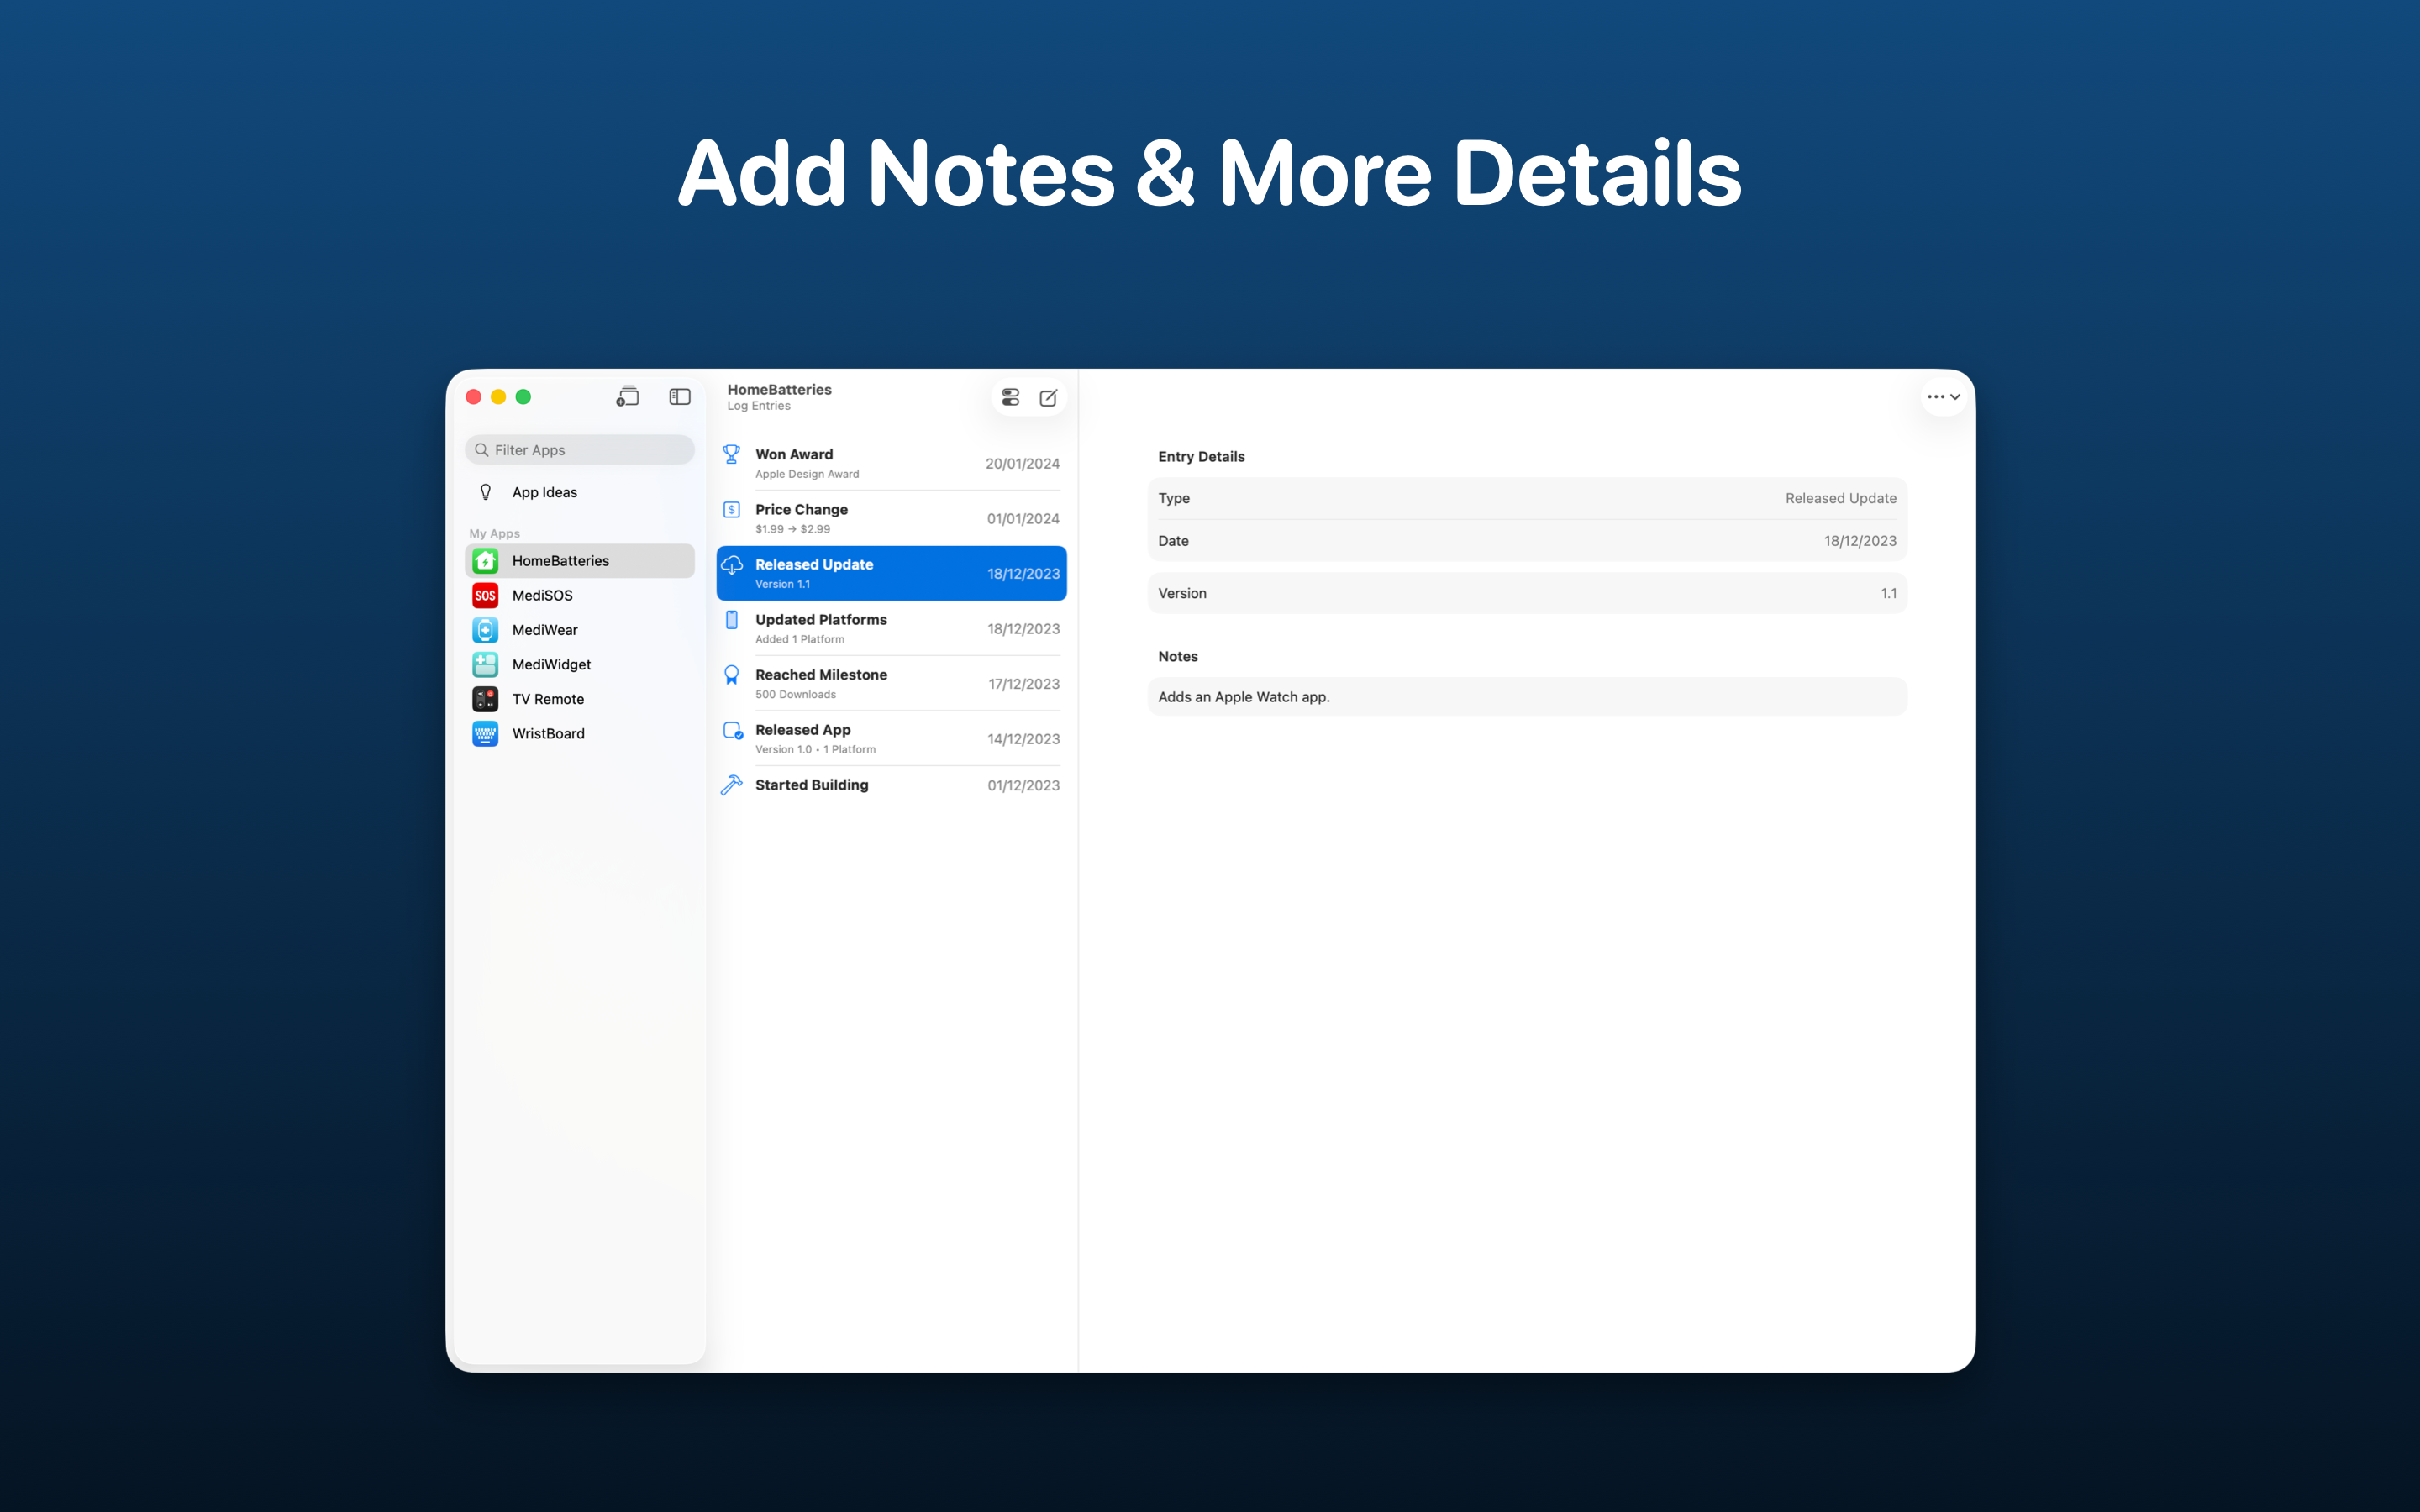 Add Notes & More Details
Filter Apps
App Ideas
My Apps
HomeBatteries
SOS
MediSOS
MediWear
MediWidget
TV Remote
WristBoard
HomeBatteries
Log Entries
Won Award
Apple Design Award
20/01/2024
$
Price Change
$1.99 → $2.99
01/01/2024
Released Update
Version 1.1
18/12/2023
Updated Platforms
Added 1 Platform
18/12/2023
Reached Milestone
500 Downloads
17/12/2023
Released App
Version 1.0 • 1 Platform
14/12/2023
Started Building
01/12/2023
Entry Details
Type
Released Update
Date
18/12/2023
Version
1.1
Notes
Adds an Apple Watch app.